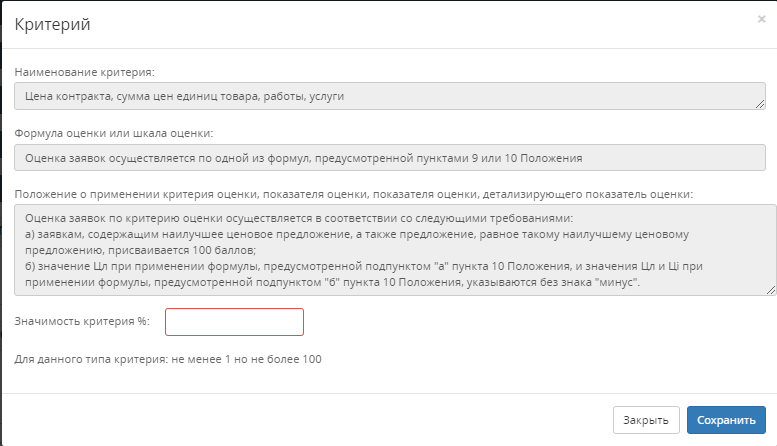 Критерий
×
Наименование критерия:
Цена контракта, сумма цен единиц товара, работы, услуги
Формула оценки или шкала оценки:
Оценка заявок осуществляется по одной из формул, предусмотренной пунктами 9 или 10 Положения
Положение о применении критерия оценки, показателя оценки, показателя оценки, детализирующего показатель оценки:
Оценка заявок по критерию оценки осуществляется в соответствии со следующими требованиями:
а) заявкам, содержащим наилучшее ценовое предложение, а также предложение, равное такому наилучшему ценовому
предложению, присваивается 100 баллов;
б) значение Цл при применении формулы, предусмотренной подпунктом "а" пункта 10 Положения, и значения Цл и Цi при
применении формулы, предусмотренной подпунктом "б" пункта 10 Положения, указываются без знака "минус".
Значимость критерия %:
Для данного типа критерия: не менее 1 но не более 100
Закрыть
Сохранить